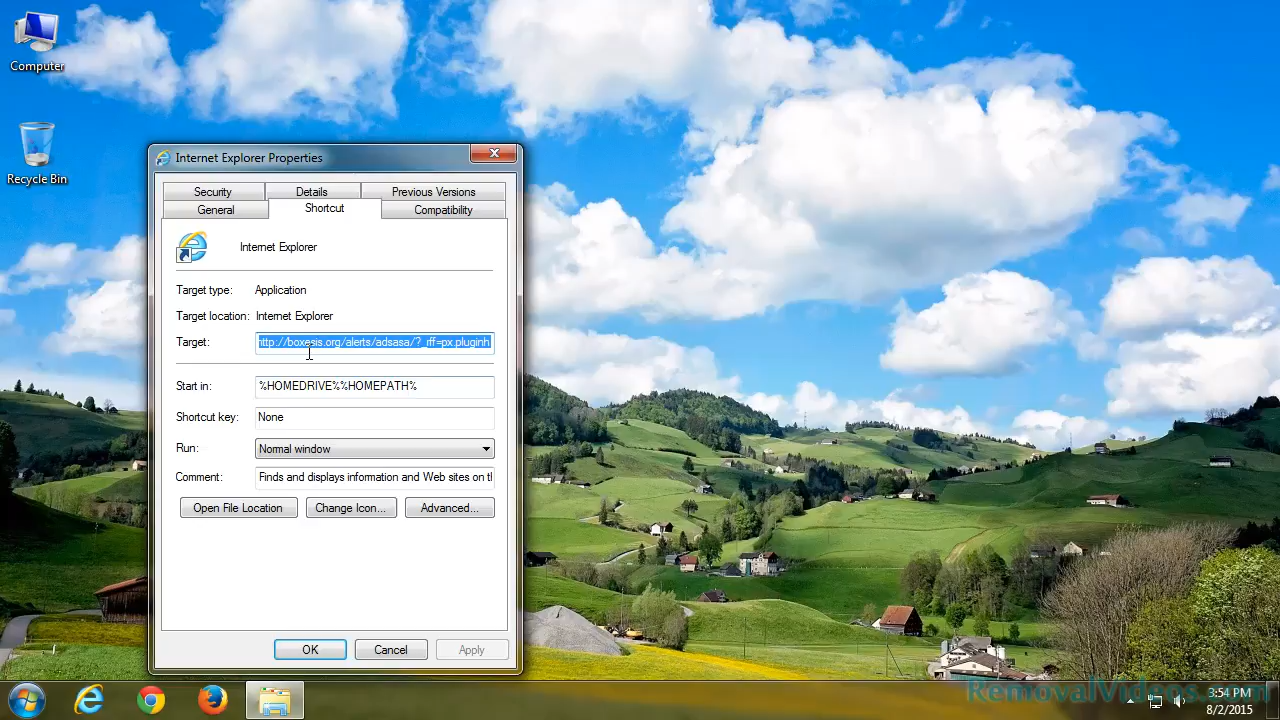 Computer
Recycle Bin
Internet Explorer Properties
Security
Details
Previous Versions
General
Shortcut
Compatibility
Internet Explorer
Target type:
Application
Target location:
Internet Explorer
Target:
http://boxesis.org/alerts/adsasa/?_rff=px.pluginh
Start in:
%HOMEDRIVE%%HOMEPATH%
Shortcut key:
None
Run:
Normal window
Comment:
Finds and displays information and Web sites on th
Open File Location
Change Icon...
Advanced...
OK
Cancel
Apply
RemovalVideos.com
3:54 PM
8/2/2015